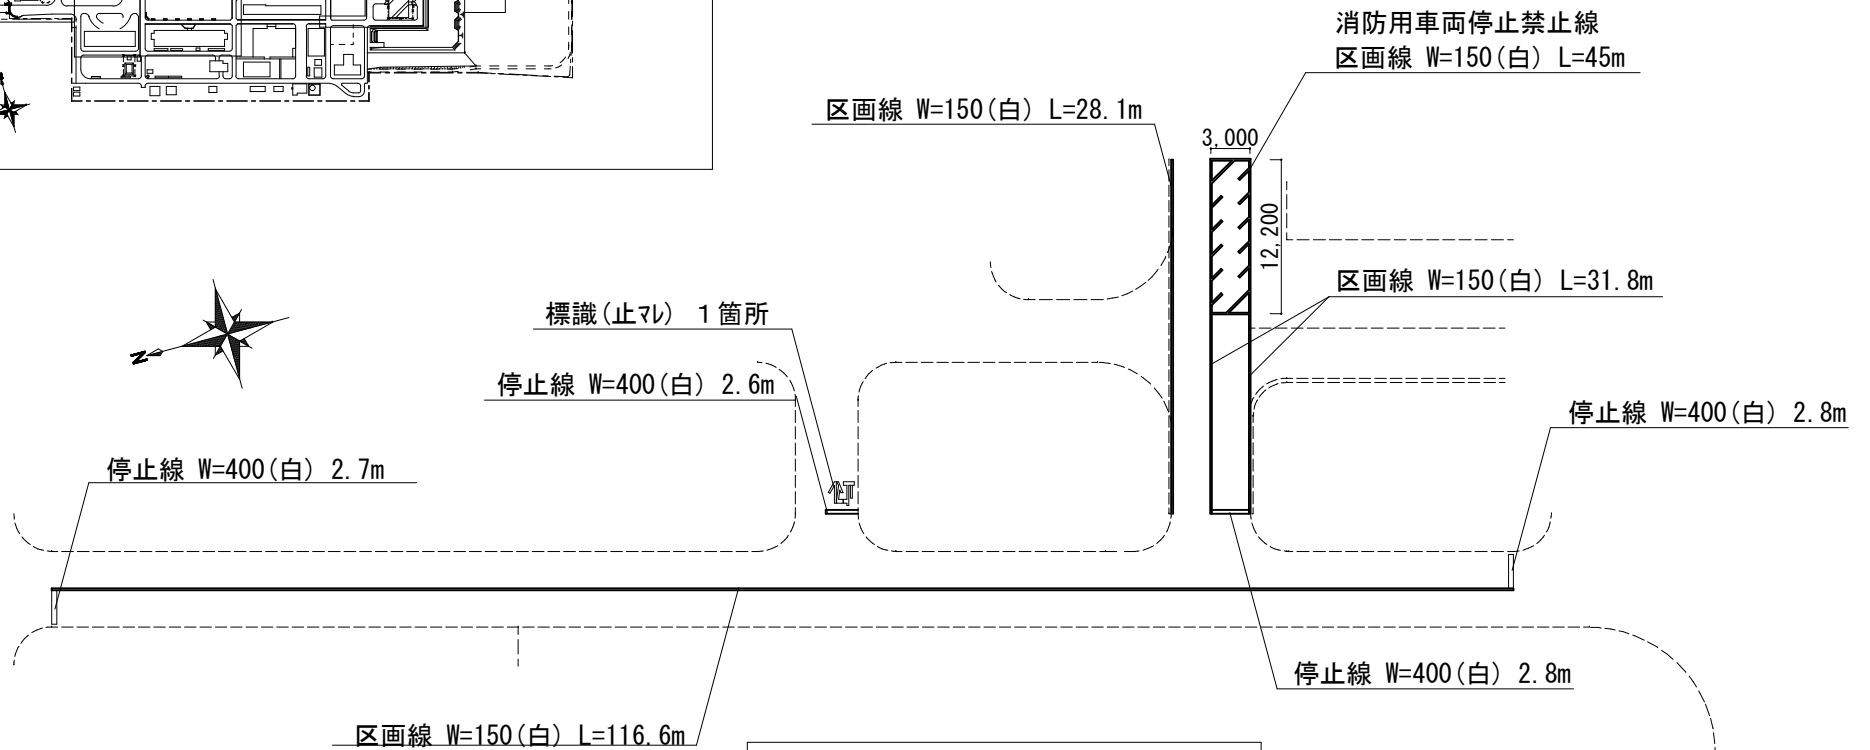 消防用車両停止禁止線
区画線 W=150(白) L=45m
区画線 W=150(白) L=28.1m
3,000
12,200
区画線 W=150(白) L=31.8m
標識(止マレ) 1箇所
停止線 W=400(白) 2.6m
停止線 W=400(白) 2.8m
停止線 W=400(白) 2.7m
N
停止線 W=400(白) 2.8m
区画線 W=150(白) L=116.6m